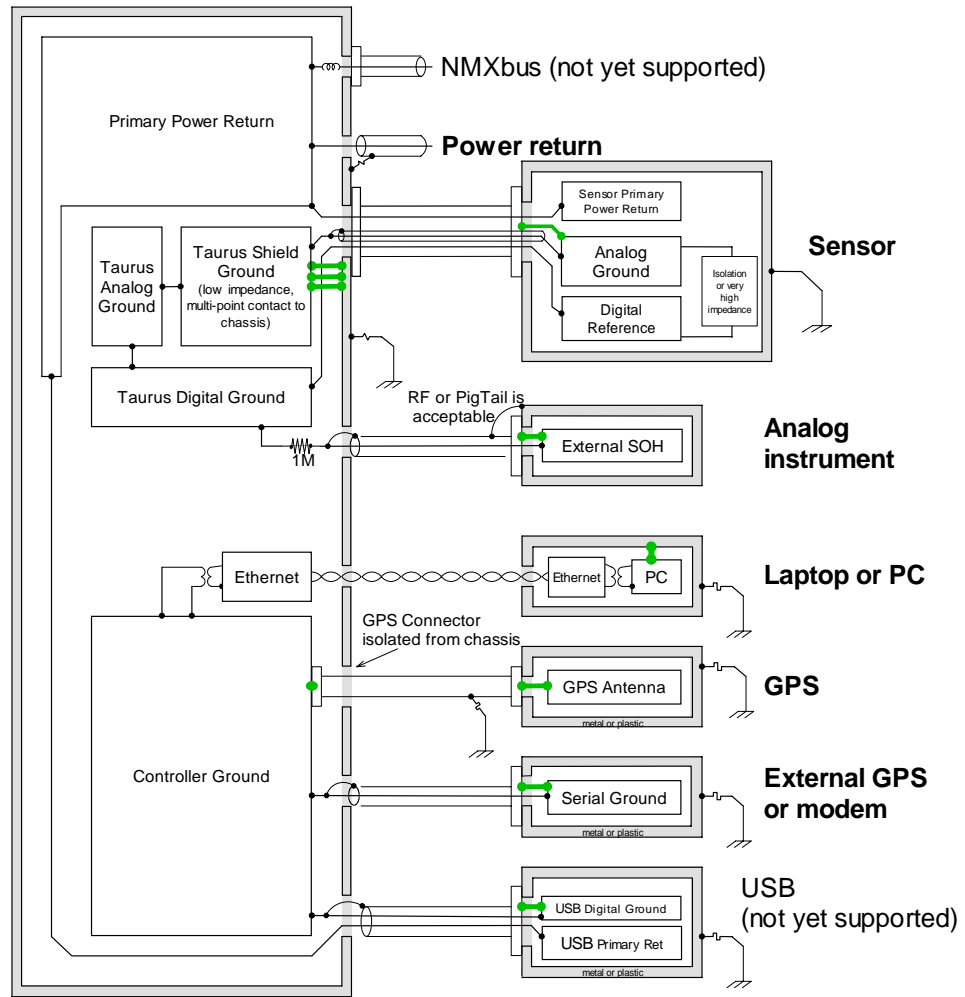 NMXbus (not yet supported)
Primary Power Return
Power return
Sensor Primary
Power Return
Sensor
Taurus
Analog
Ground
Taurus Shield
Ground
(low impedance,
multi-point contact to
chassis)
Analog
Ground
Isolation
or very
high
impedance
Digital
Reference
Taurus Digital Ground
RF or PigTail is
acceptable
1M
External SOH
Analog
instrument
Ethernet
Ethernet
PC
Laptop or PC
GPS Connector
isolated from chassis
GPS Antenna
metal or plastic
GPS
Controller Ground
Serial Ground
metal or plastic
External GPS
or modem
USB Digital Ground
USB Primary Ret
metal or plastic
USB
(not yet supported)